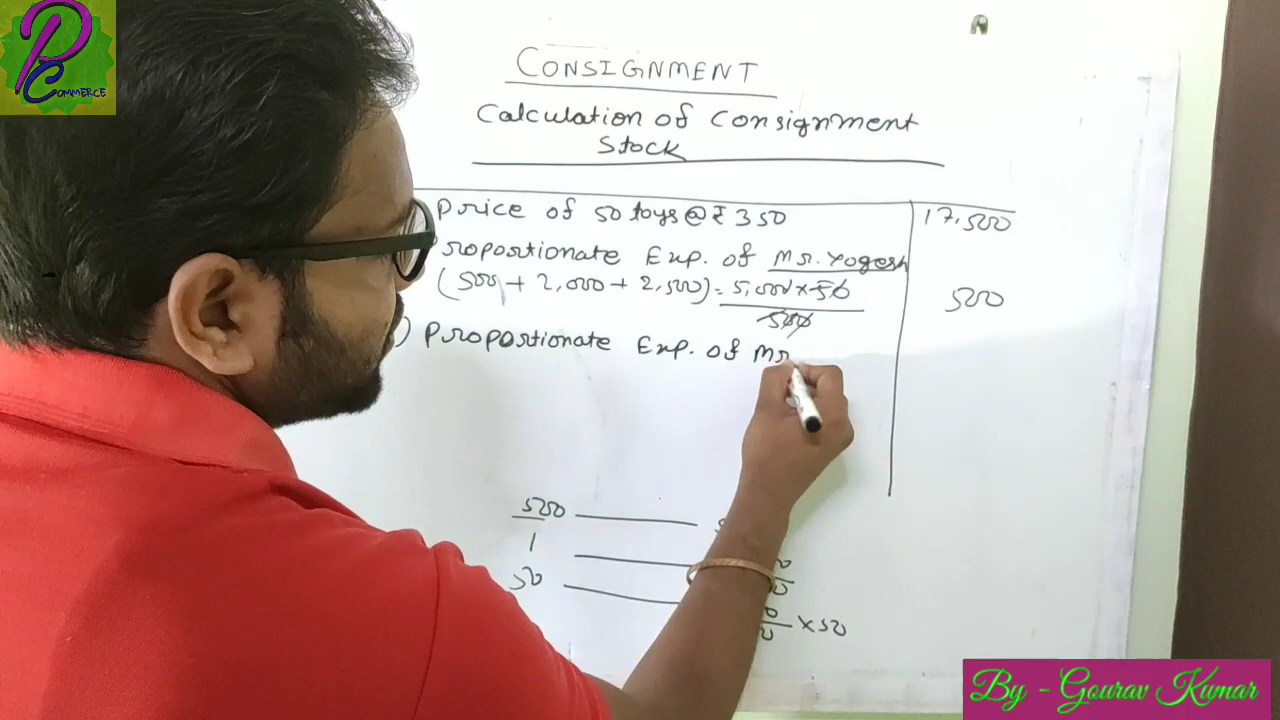 PC
COMMERCE
CONSIGNMENT
Calculation of consignment
Stock
Price of 50 toys @ ₹ 350 17,500
Proportionate Exp. of Mr. Yogesh
(500 + 2,000 + 2,500) = 5,000 × 50 500
500
) Proportionate Exp. of Mr
500
1
50
× 50
By - Gourav Kumar